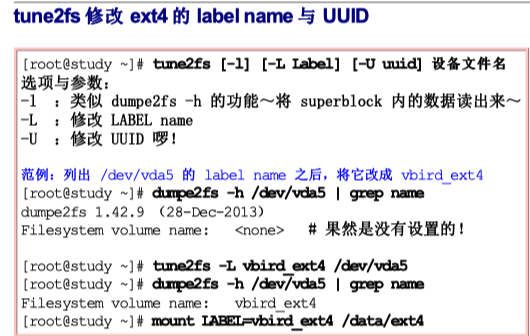 tune2fs 修改 ext4 的 label name 与 UUID
[root@study ~]# tune2fs [-l] [-L Label] [-U uuid] 设备文件名
选项与参数：
-l ：类似 dumpe2fs -h 的功能～将 superblock 内的数据读出来～
-L ：修改 LABEL name
-U ：修改 UUID 啰！
范例：列出 /dev/vda5 的 label name 之后，将它改成 vbird_ext4
[root@study ~]# dumpe2fs -h /dev/vda5 | grep name
dumpe2fs 1.42.9 (28-Dec-2013)
Filesystem volume name: <none> # 果然是没有设置的！
[root@study ~]# tune2fs -L vbird_ext4 /dev/vda5
[root@study ~]# dumpe2fs -h /dev/vda5 | grep name
Filesystem volume name: vbird_ext4
[root@study ~]# mount LABEL=vbird_ext4 /data/ext4